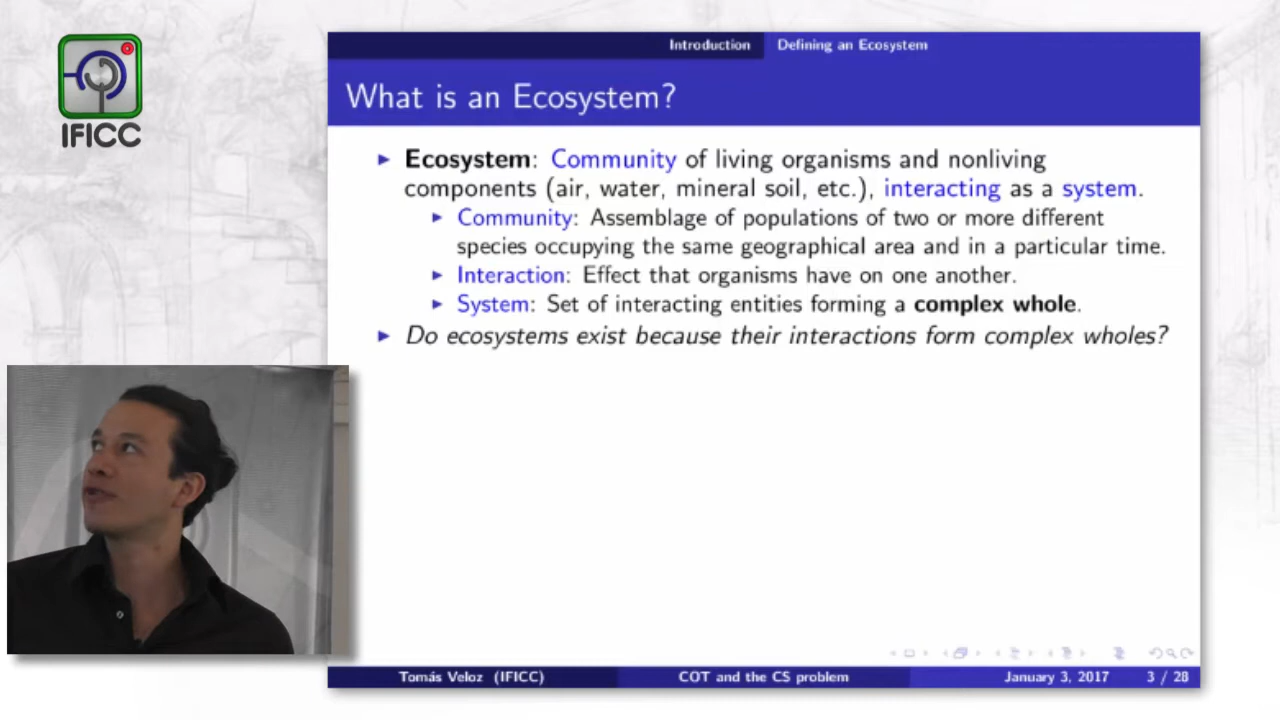 IFICC
Introduction Defining an Ecosystem
What is an Ecosystem?
Ecosystem: Community of living organisms and nonliving
components (air, water, mineral soil, etc.), interacting as a system.
Community: Assemblage of populations of two or more different
species occupying the same geographical area and in a particular time.
Interaction: Effect that organisms have on one another.
System: Set of interacting entities forming a complex whole.
Do ecosystems exist because their interactions form complex wholes?
Tomás Veloz (IFICC) COT and the CS problem January 3, 2017 3 / 28